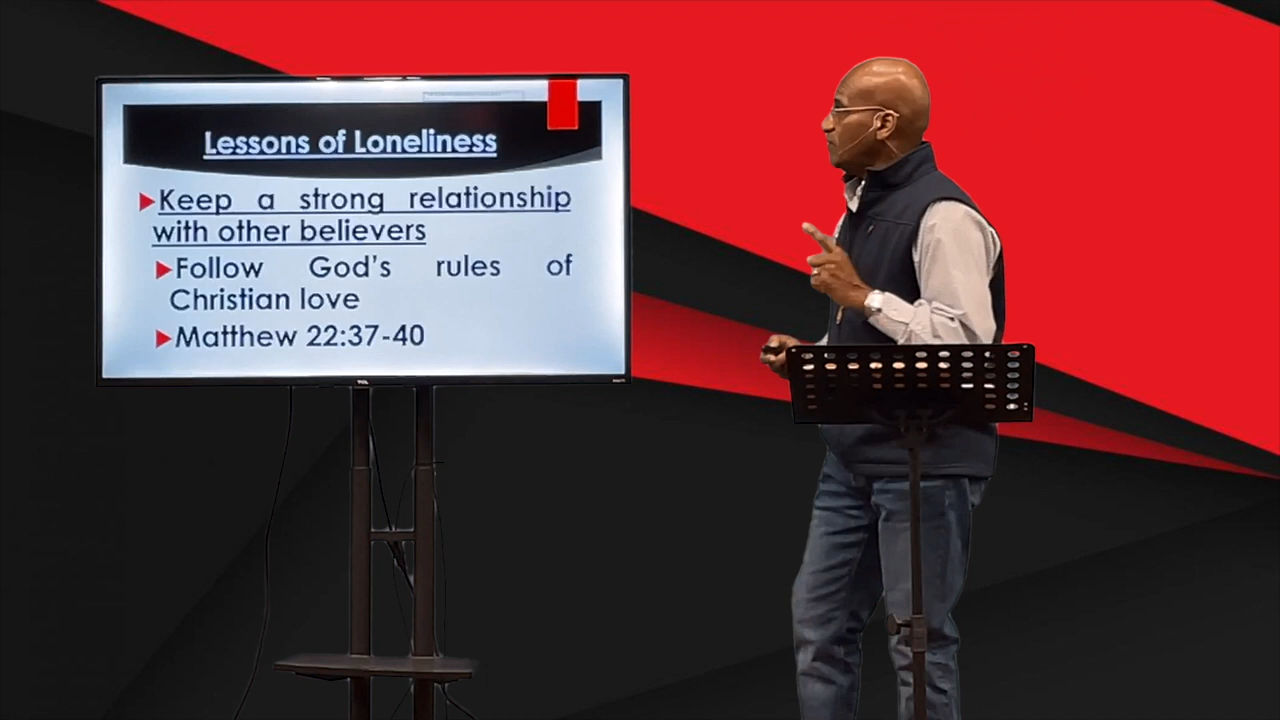 Lessons of Loneliness
Keep a strong relationship
with other believers
Follow God's rules of
Christian love
Matthew 22:37-40
TCL